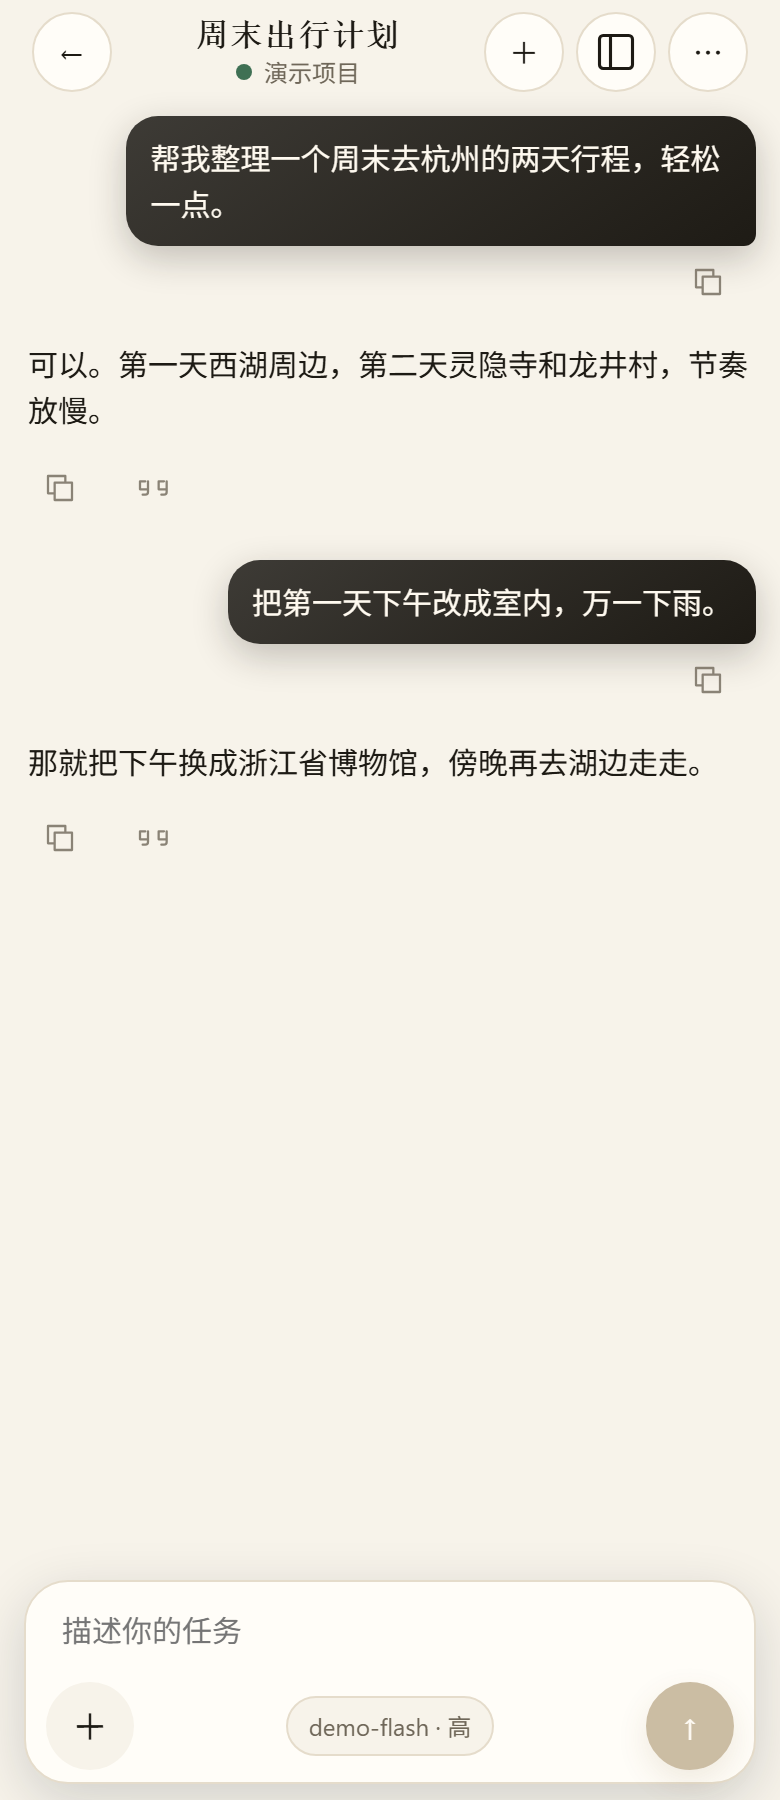 周末出行计划
演示项目
帮我整理一个周末去杭州的两天行程，轻松
一点。
可以。第一天西湖周边，第二天灵隐寺和龙井村，节奏
放慢。
把第一天下午改成室内，万一下雨。
那就把下午换成浙江省博物馆，傍晚再去湖边走走。
描述你的任务
demo-flash · 高